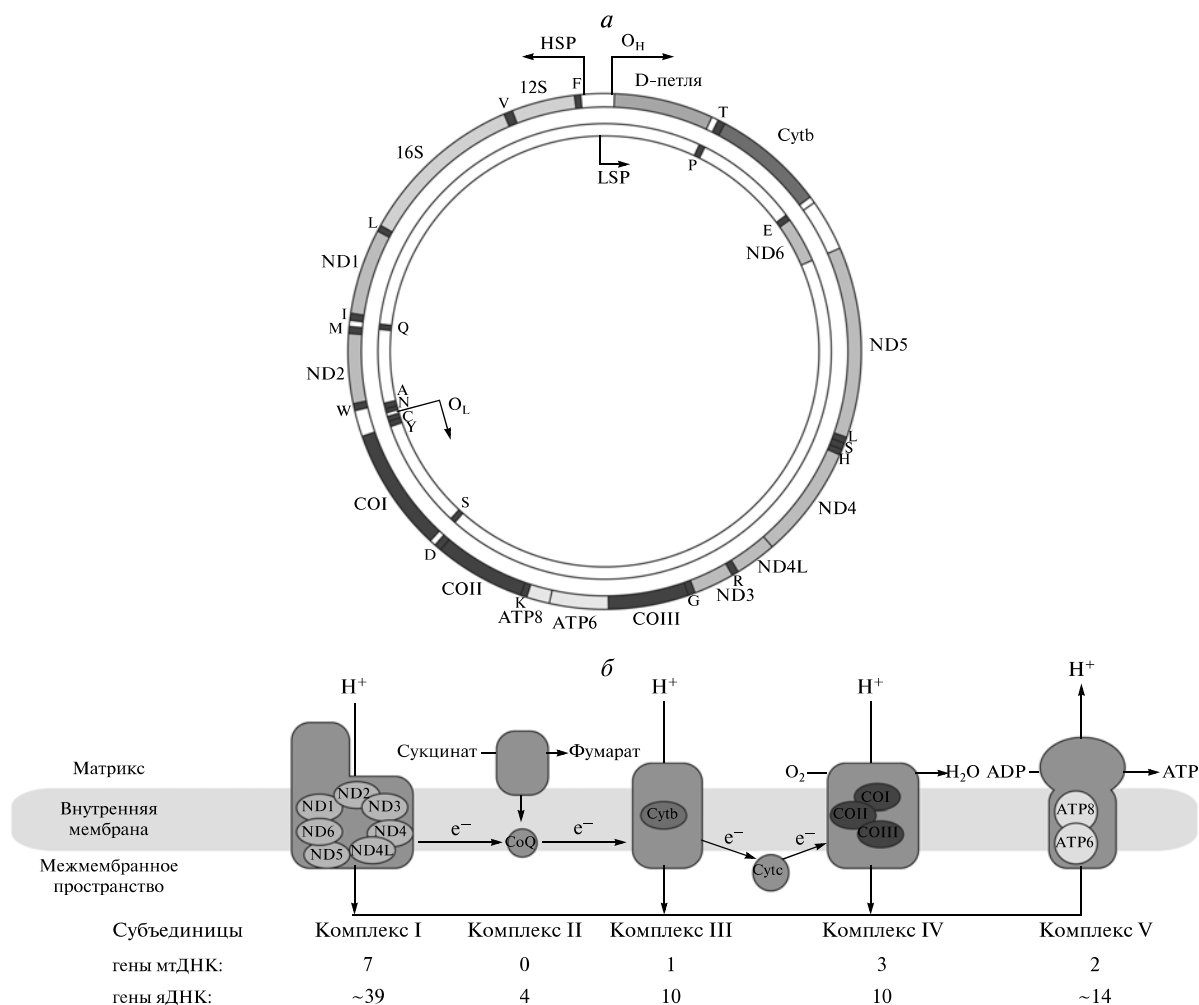 а
HSP
O_H
12S
F
D-петля
V
T
Cytb
16S
LSP
P
L
E
ND1
ND6
I
M
Q
ND5
ND2
A
N
O_L
W
C
Y
L
S
H
COI
S
ND4
D
ND4L
COII
R
K
G
ND3
ATP8
ATP6
COIII
б
H⁺ H⁺ H⁺ H⁺
Сукцинат Фумарат
Матрикс
O₂ H₂O ADP ATP
Внутренняя
мембрана
ND1 ND2 ND3
ND6 ND4
ND5 ND4L
e⁻ CoQ e⁻
Cytb
e⁻ Cytc e⁻
COI
COII
COIII
ATP8
ATP6
Межмембранное
пространство
Субъединицы Комплекс I Комплекс II Комплекс III Комплекс IV Комплекс V
гены мтДНК: 7 0 1 3 2
гены яДНК: ~39 4 10 10 ~14